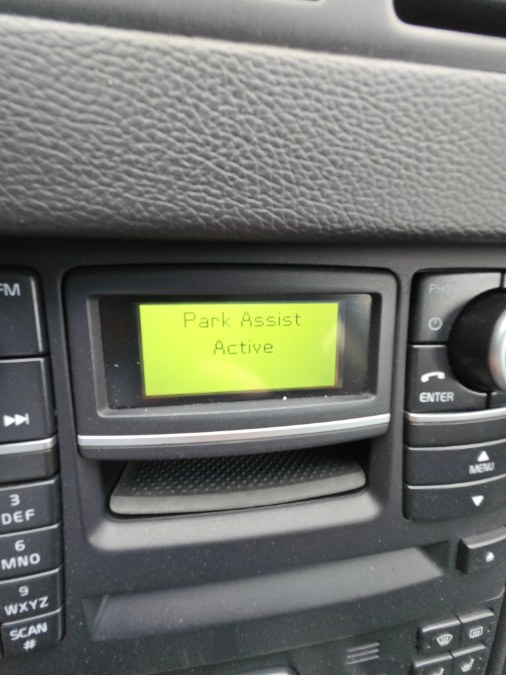 Park Assist
Active
FM
3
DEF
6
MNO
9
WXYZ
SCAN
#
ENTER
MENU